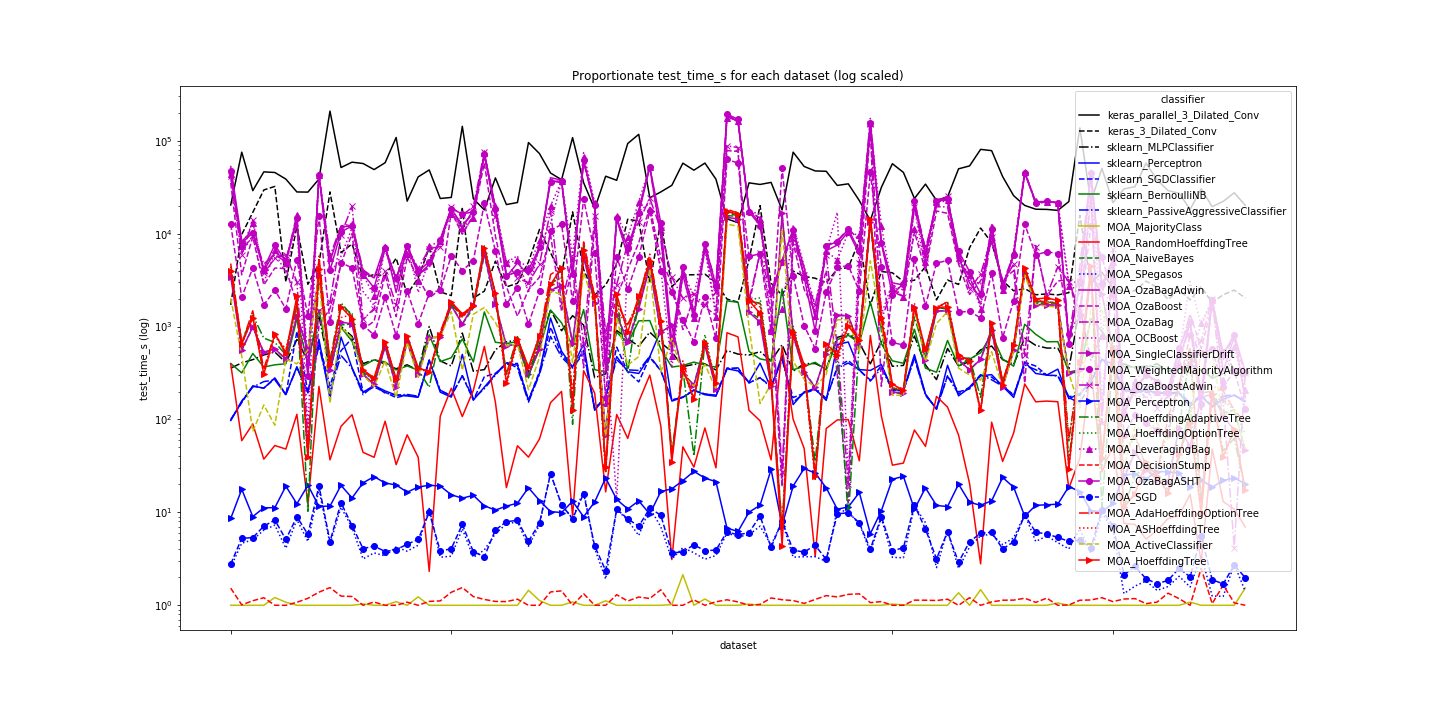 Proportionate test_time_s for each dataset (log scaled)
test_time_s (log)
10^5
10^4
10^3
10^2
10^1
10^0
dataset
classifier
keras_parallel_3_Dilated_Conv
keras_3_Dilated_Conv
sklearn_MLPClassifier
sklearn_Perceptron
sklearn_SGDClassifier
sklearn_BernoulliNB
sklearn_PassiveAggressiveClassifier
MOA_MajorityClass
MOA_RandomHoeffdingTree
MOA_NaiveBayes
MOA_SPegasos
MOA_OzaBagAdwin
MOA_OzaBoost
MOA_OzaBag
MOA_OCBoost
MOA_SingleClassifierDrift
MOA_WeightedMajorityAlgorithm
MOA_OzaBoostAdwin
MOA_Perceptron
MOA_HoeffdingAdaptiveTree
MOA_HoeffdingOptionTree
MOA_LeveragingBag
MOA_DecisionStump
MOA_OzaBagASHT
MOA_SGD
MOA_AdaHoeffdingOptionTree
MOA_ASHoeffdingTree
MOA_ActiveClassifier
MOA_HoeffdingTree